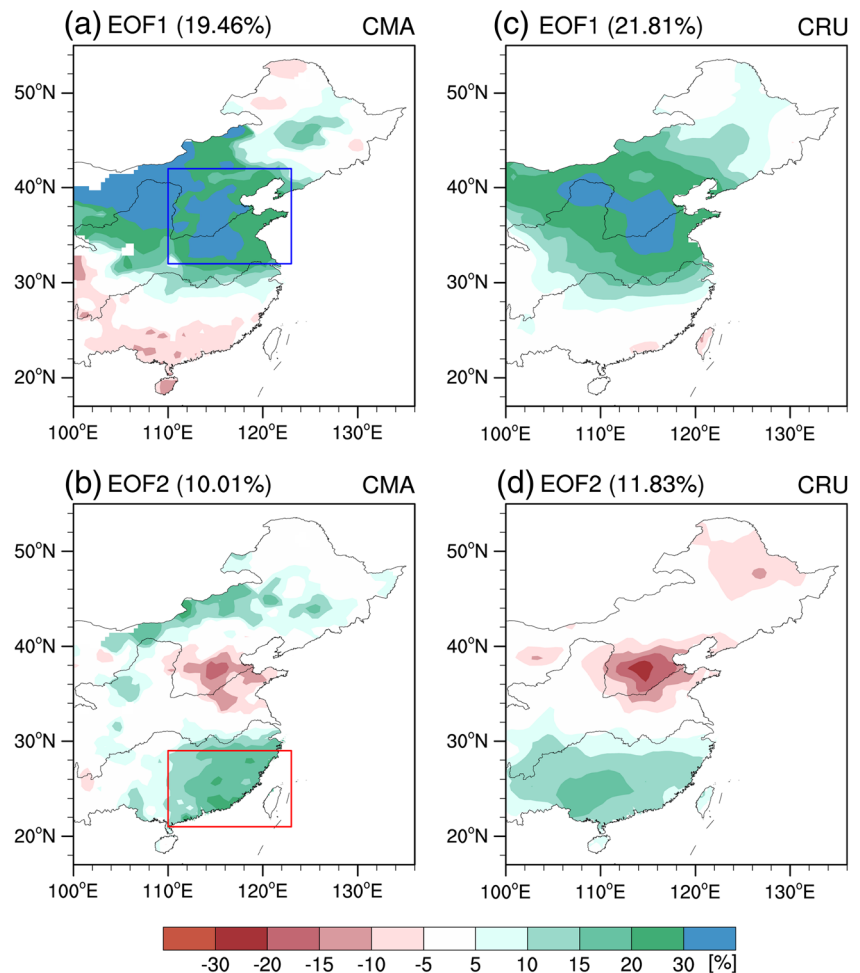 (a) EOF1 (19.46%) CMA
50°N
40°N
30°N
20°N
100°E 110°E 120°E 130°E
(c) EOF1 (21.81%) CRU
50°N
40°N
30°N
20°N
100°E 110°E 120°E 130°E
(b) EOF2 (10.01%) CMA
50°N
40°N
30°N
20°N
100°E 110°E 120°E 130°E
(d) EOF2 (11.83%) CRU
50°N
40°N
30°N
20°N
100°E 110°E 120°E 130°E
-30 -20 -15 -10 -5 5 10 15 20 30 [%]